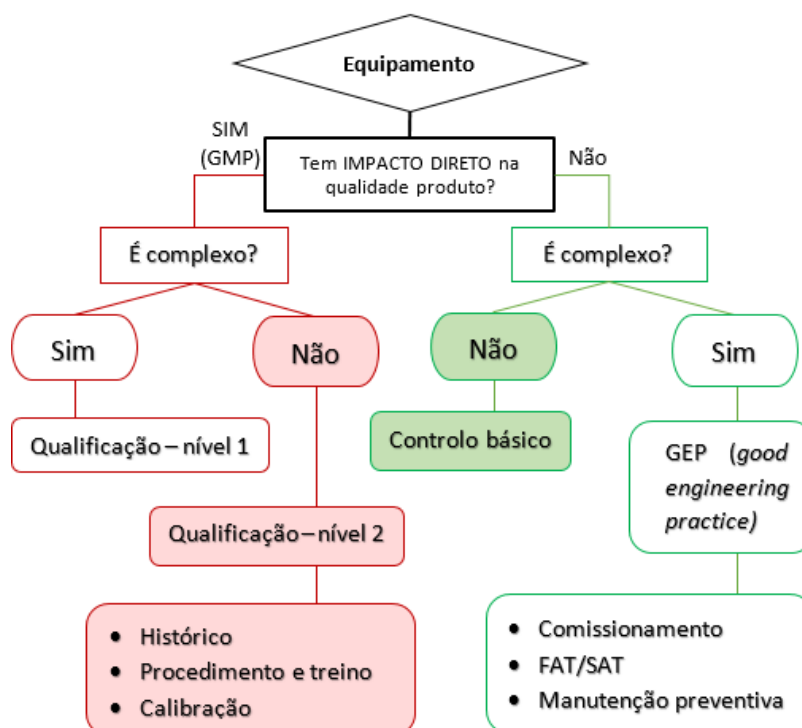 Equipamento
SIM
(GMP)
Tem IMPACTO DIRETO na
qualidade produto?
Não
É complexo?
É complexo?
Sim
Não
Não
Sim
Qualificação – nível 1
Controlo básico
GEP (good
engineering
practice)
Qualificação – nível 2
• Histórico
• Procedimento e treino
• Calibração
• Comissionamento
• FAT/SAT
• Manutenção preventiva